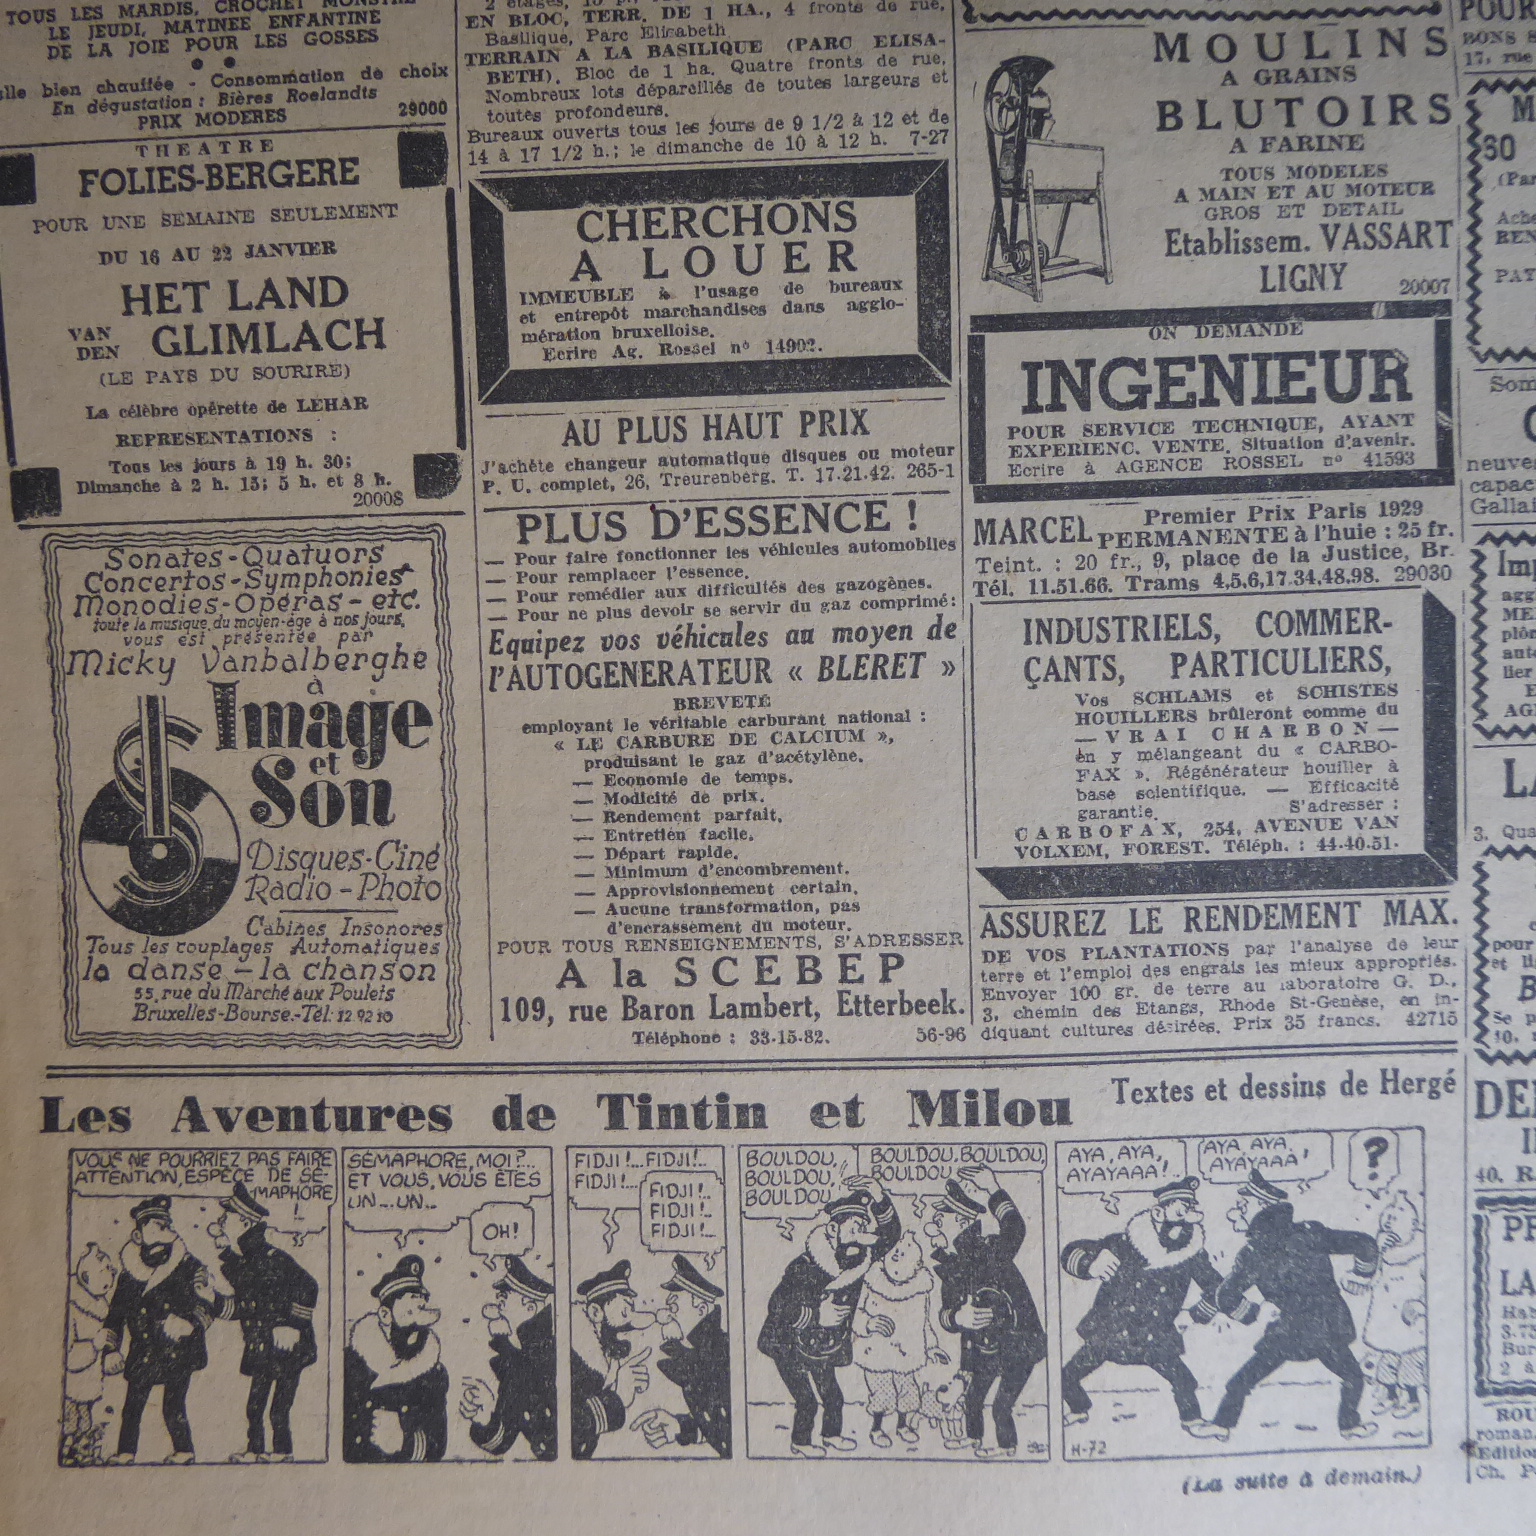 TOUS LES MARDIS, CROCHET
LE JEUDI, MATINEE ENFANTINE
DE LA JOIE POUR LES GOSSES
bien chauffée - Consommation de choix
En dégustation : Bières Roelandts
PRIX MODERES 29000
THEATRE
FOLIES-BERGERE
POUR UNE SEMAINE SEULEMENT
DU 16 AU 22 JANVIER
HET LAND
VAN DEN GLIMLACH
(LE PAYS DU SOURIRE)
La célèbre opérette de LEHAR
REPRESENTATIONS :
Tous les jours à 19 h. 30;
Dimanche à 2 h. 15; 5 h. et 8 h.
20008
Sonates-Quatuors
Concertos-Symphonies
Monodies-Opéras-etc.
toute la musique du moyen-âge à nos jours,
vous est présentée par
Micky Vanbalberghe
à
Image
et
Son
Disques-Ciné
Radio-Photo
Cabines Insonores
Tous les couplages Automatiques
la danse - la chanson
55, rue du Marché aux Poulets
Bruxelles-Bourse.-Tél: 12 92 10
EN BLOC, TERR. DE 1 HA., 4 fronts de rue.
Basilique, Parc Elisabeth
TERRAIN A LA BASILIQUE (PARC ELISA-
BETH). Bloc de 1 ha. Quatre fronts de rue.
Nombreux lots dépareillés de toutes largeurs et
toutes profondeurs.
Bureaux ouverts tous les jours de 9 1/2 à 12 et de
14 à 17 1/2 h.; le dimanche de 10 à 12 h. 7-27
CHERCHONS
A LOUER
IMMEUBLE à l'usage de bureaux
et entrepôt marchandises dans agglo-
mération bruxelloise.
Ecrire Ag. Rossel n° 14902.
AU PLUS HAUT PRIX
J'achète changeur automatique disques ou moteur
P. U. complet, 26, Treurenberg. T. 17.21.42. 265-1
PLUS D'ESSENCE !
— Pour faire fonctionner les véhicules automobiles
— Pour remplacer l'essence.
— Pour remédier aux difficultés des gazogènes.
— Pour ne plus devoir se servir du gaz comprimé:
Equipez vos véhicules au moyen de
l'AUTOGENERATEUR « BLERET »
BREVETÉ
employant le véritable carburant national :
« LE CARBURE DE CALCIUM »,
produisant le gaz d'acétylène.
— Economie de temps.
— Modicité de prix.
— Rendement parfait.
— Entretien facile.
— Départ rapide.
— Minimum d'encombrement.
— Approvisionnement certain.
— Aucune transformation, pas
d'encrassement du moteur.
POUR TOUS RENSEIGNEMENTS, S'ADRESSER
A la SCEBEP
109, rue Baron Lambert, Etterbeek.
Téléphone : 33.15.82. 56-96
MOULINS
A GRAINS
BLUTOIRS
A FARINE
TOUS MODELES
A MAIN ET AU MOTEUR
GROS ET DETAIL
Etablissem. VASSART
LIGNY 20007
ON DEMANDE
INGENIEUR
POUR SERVICE TECHNIQUE, AYANT
EXPERIENC. VENTE. Situation d'avenir.
Ecrire à AGENCE ROSSEL n° 41593
MARCEL Premier Prix Paris 1929
PERMANENTE à l'huie : 25 fr.
Teint. : 20 fr., 9, place de la Justice, Br.
Tél. 11.51.66. Trams 4,5,6,17.34,48.98. 29030
INDUSTRIELS, COMMER-
ÇANTS, PARTICULIERS,
Vos SCHLAMS et SCHISTES
HOUILLERS brûleront comme du
— VRAI CHARBON —
en y mélangeant du « CARBO-
FAX ». Régénérateur houiller à
base scientifique. — Efficacité
garantie. S'adresser :
CARBOFAX, 254, AVENUE VAN
VOLXEM, FOREST. Téléph. : 44.40.51.
ASSUREZ LE RENDEMENT MAX.
DE VOS PLANTATIONS par l'analyse de leur
terre et l'emploi des engrais les mieux appropriés.
Envoyer 100 gr. de terre au laboratoire G. D.,
3, chemin des Etangs, Rhode St-Genèse, en in-
diquant cultures désirées. Prix 35 francs. 42715
Les Aventures de Tintin et Milou Textes et dessins de Hergé
VOUS NE POURRIEZ PAS FAIRE
ATTENTION, ESPÈCE DE SÉ-
MAPHORE
!
SÉMAPHORE, MOI ?...
ET VOUS, VOUS ÊTES
UN ... UN...
OH!
FIDJI !... FIDJI !...
FIDJI !...
FIDJI !..
FIDJI !..
FIDJI !...
BOULDOU,
BOULDOU,
BOULDOU
BOULDOU, BOULDOU,
BOULDOU
AYA, AYA,
AYAYAAA !..
AYA, AYA,
AYAYAAA !
?
H-72
(La suite à demain.)